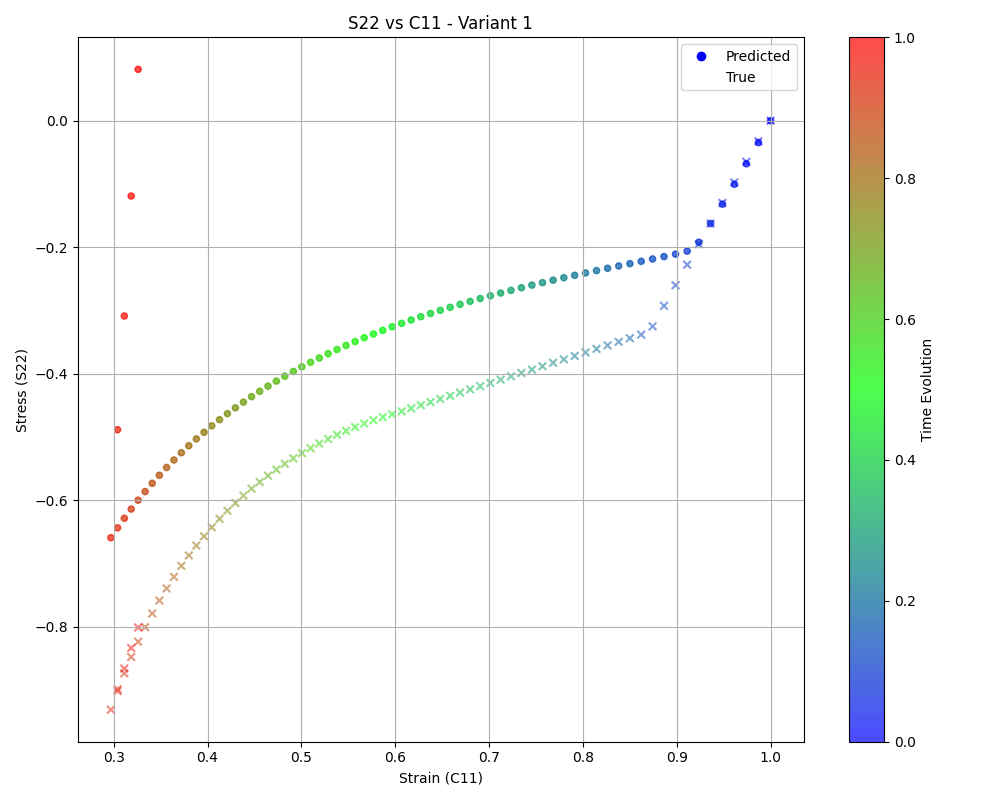 S22 vs C11 - Variant 1
Predicted
True
0.0
−0.2
−0.4
−0.6
−0.8
Stress (S22)
0.3 0.4 0.5 0.6 0.7 0.8 0.9 1.0
Strain (C11)
1.0
0.8
0.6
0.4
0.2
0.0
Time Evolution